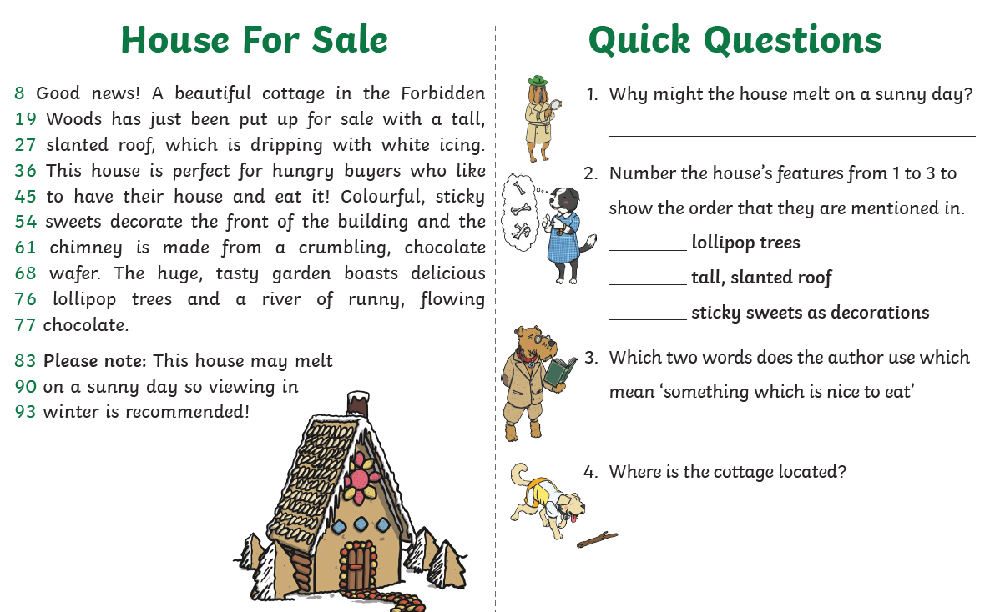 House For Sale
8 Good news! A beautiful cottage in the Forbidden
19 Woods has just been put up for sale with a tall,
27 slanted roof, which is dripping with white icing.
36 This house is perfect for hungry buyers who like
45 to have their house and eat it! Colourful, sticky
54 sweets decorate the front of the building and the
61 chimney is made from a crumbling, chocolate
68 wafer. The huge, tasty garden boasts delicious
76 lollipop trees and a river of runny, flowing
77 chocolate.
83 Please note: This house may melt
90 on a sunny day so viewing in
93 winter is recommended!
Quick Questions
1. Why might the house melt on a sunny day?
2. Number the house’s features from 1 to 3 to
show the order that they are mentioned in.
lollipop trees
tall, slanted roof
sticky sweets as decorations
3. Which two words does the author use which
mean ‘something which is nice to eat’
4. Where is the cottage located?